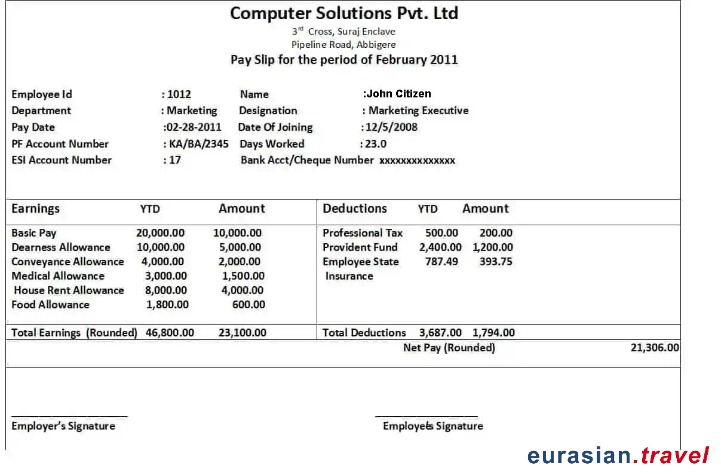 Computer Solutions Pvt. Ltd
3rd Cross, Suraj Enclave
Pipeline Road, Abbigere
Pay Slip for the period of February 2011
Employee Id : 1012 Name :John Citizen
Department : Marketing Designation : Marketing Executive
Pay Date :02-28-2011 Date Of Joining :12/5/2008
PF Account Number : KA/BA/2345 Days Worked :23.0
ESI Account Number : 17 Bank Acct/Cheque Number xxxxxxxxxxxxxx
Earnings YTD Amount Deductions YTD Amount
Basic Pay 20,000.00 10,000.00 Professional Tax 500.00 200.00
Dearness Allowance 10,000.00 5,000.00 Provident Fund 2,400.00 1,200.00
Conveyance Allowance 4,000.00 2,000.00 Employee State 787.49 393.75
Medical Allowance 3,000.00 1,500.00 Insurance
House Rent Allowance 8,000.00 4,000.00
Food Allowance 1,800.00 600.00
Total Earnings (Rounded) 46,800.00 23,100.00 Total Deductions 3,687.00 1,794.00
Net Pay (Rounded) 21,306.00
Employer's Signature Employe's Signature
eurasian.travel